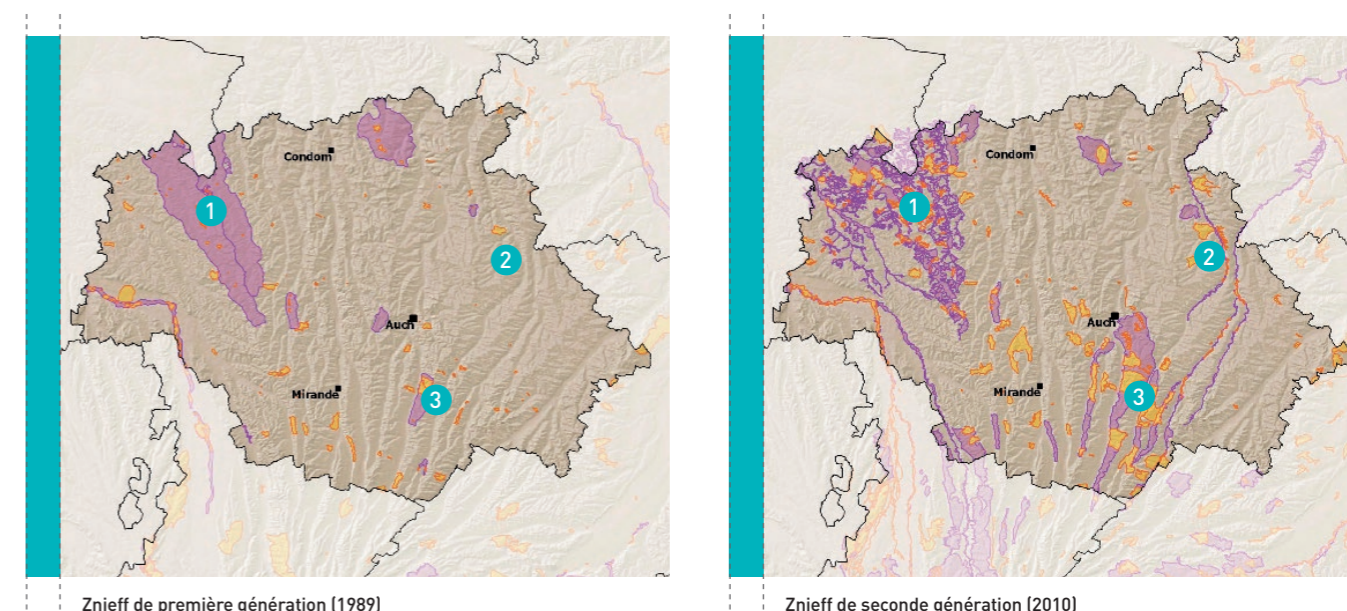 Condom
1
2
Auch
Mirande
3
Znieff de première génération (1989)
Condom
1
2
Auch
Mirande
3
Znieff de seconde génération (2010)